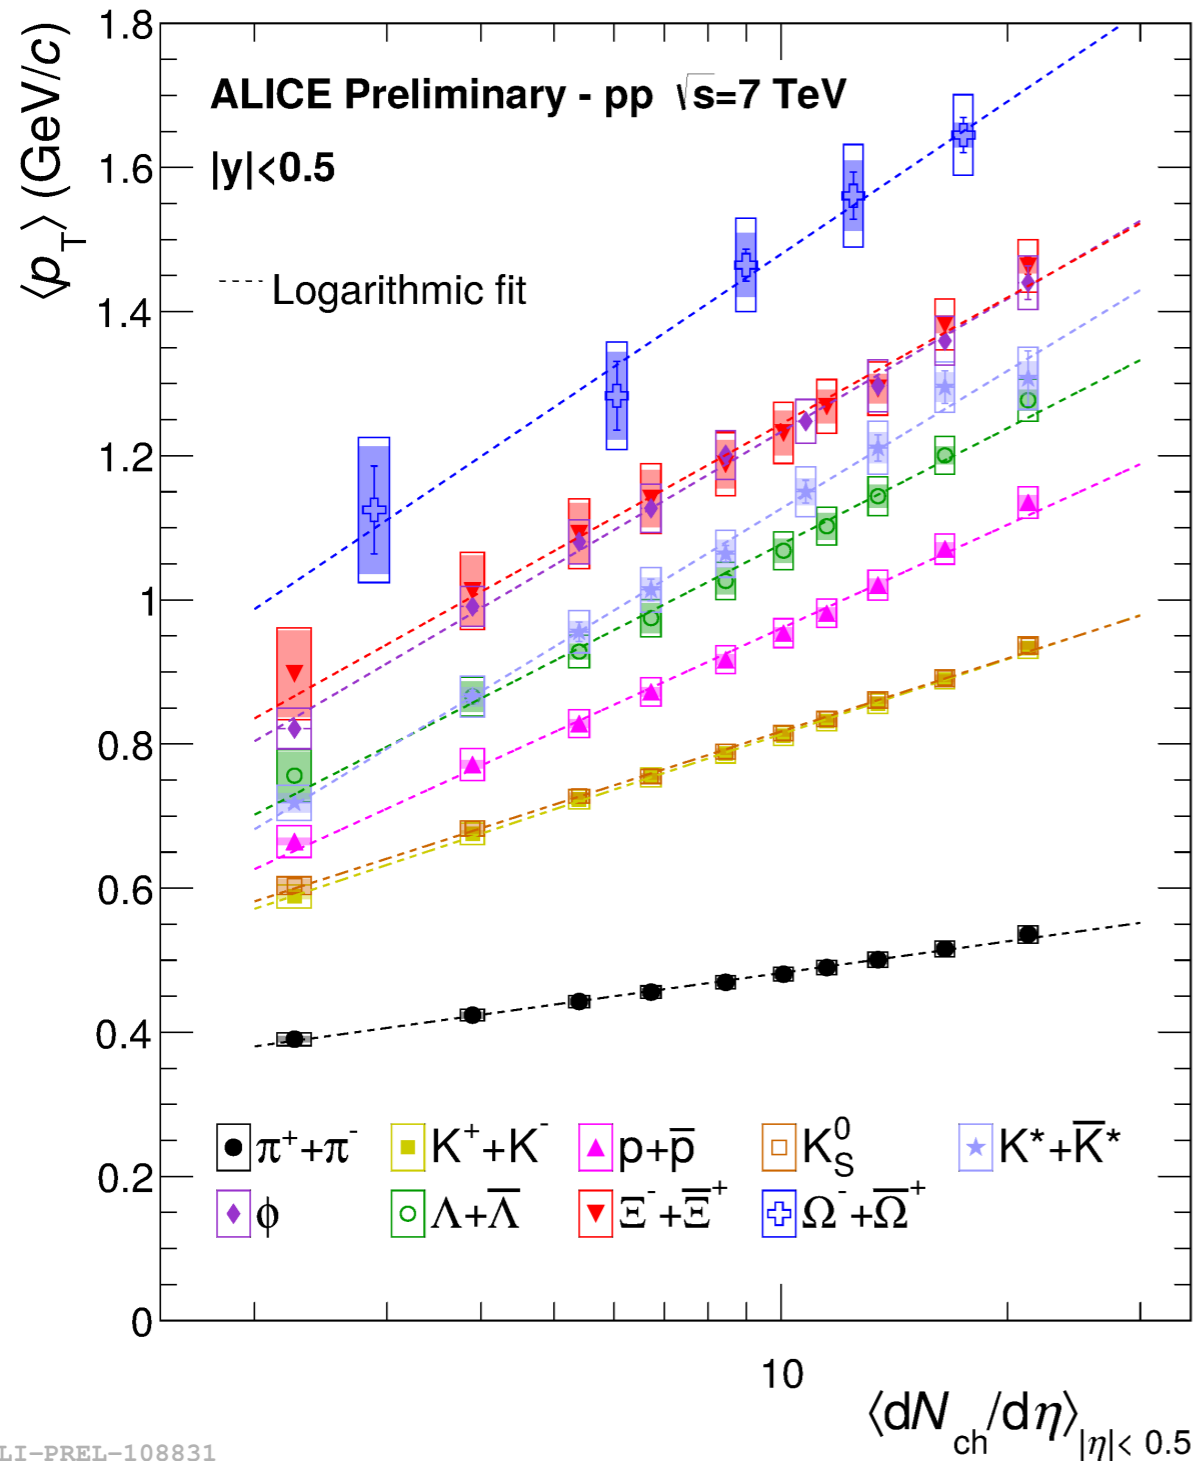 ⟨p_T⟩ (GeV/c)
1.8
1.6
1.4
1.2
1
0.8
0.6
0.4
0.2
0
ALICE Preliminary - pp √s=7 TeV
|y|<0.5
Logarithmic fit
π⁺+π⁻ K⁺+K⁻ p+p̅ K⁰_S K*+K̅*
ϕ Λ+Λ̅ Ξ⁻+Ξ̅⁺ Ω⁻+Ω̅⁺
10
⟨dN_ch/dη⟩_|η|< 0.5
LI-PREL-108831